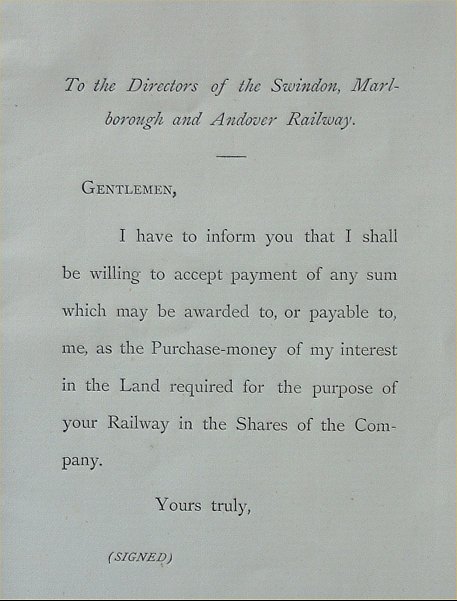 To the Directors of the Swindon, Marl-
borough and Andover Railway.
GENTLEMEN,
I have to inform you that I shall
be willing to accept payment of any sum
which may be awarded to, or payable to,
me, as the Purchase-money of my interest
in the Land required for the purpose of
your Railway in the Shares of the Com-
pany.
Yours truly,
(SIGNED)